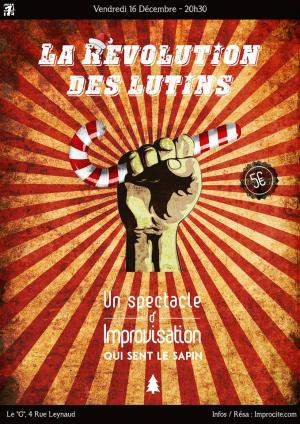 Vendredi 16 Décembre - 20h30
La Révolution
des lutins
5€
Un spectacle
d'
Improvisation
QUI SENT LE SAPIN
Le "G", 4 Rue Leynaud
Infos / Résa : Improcite.com